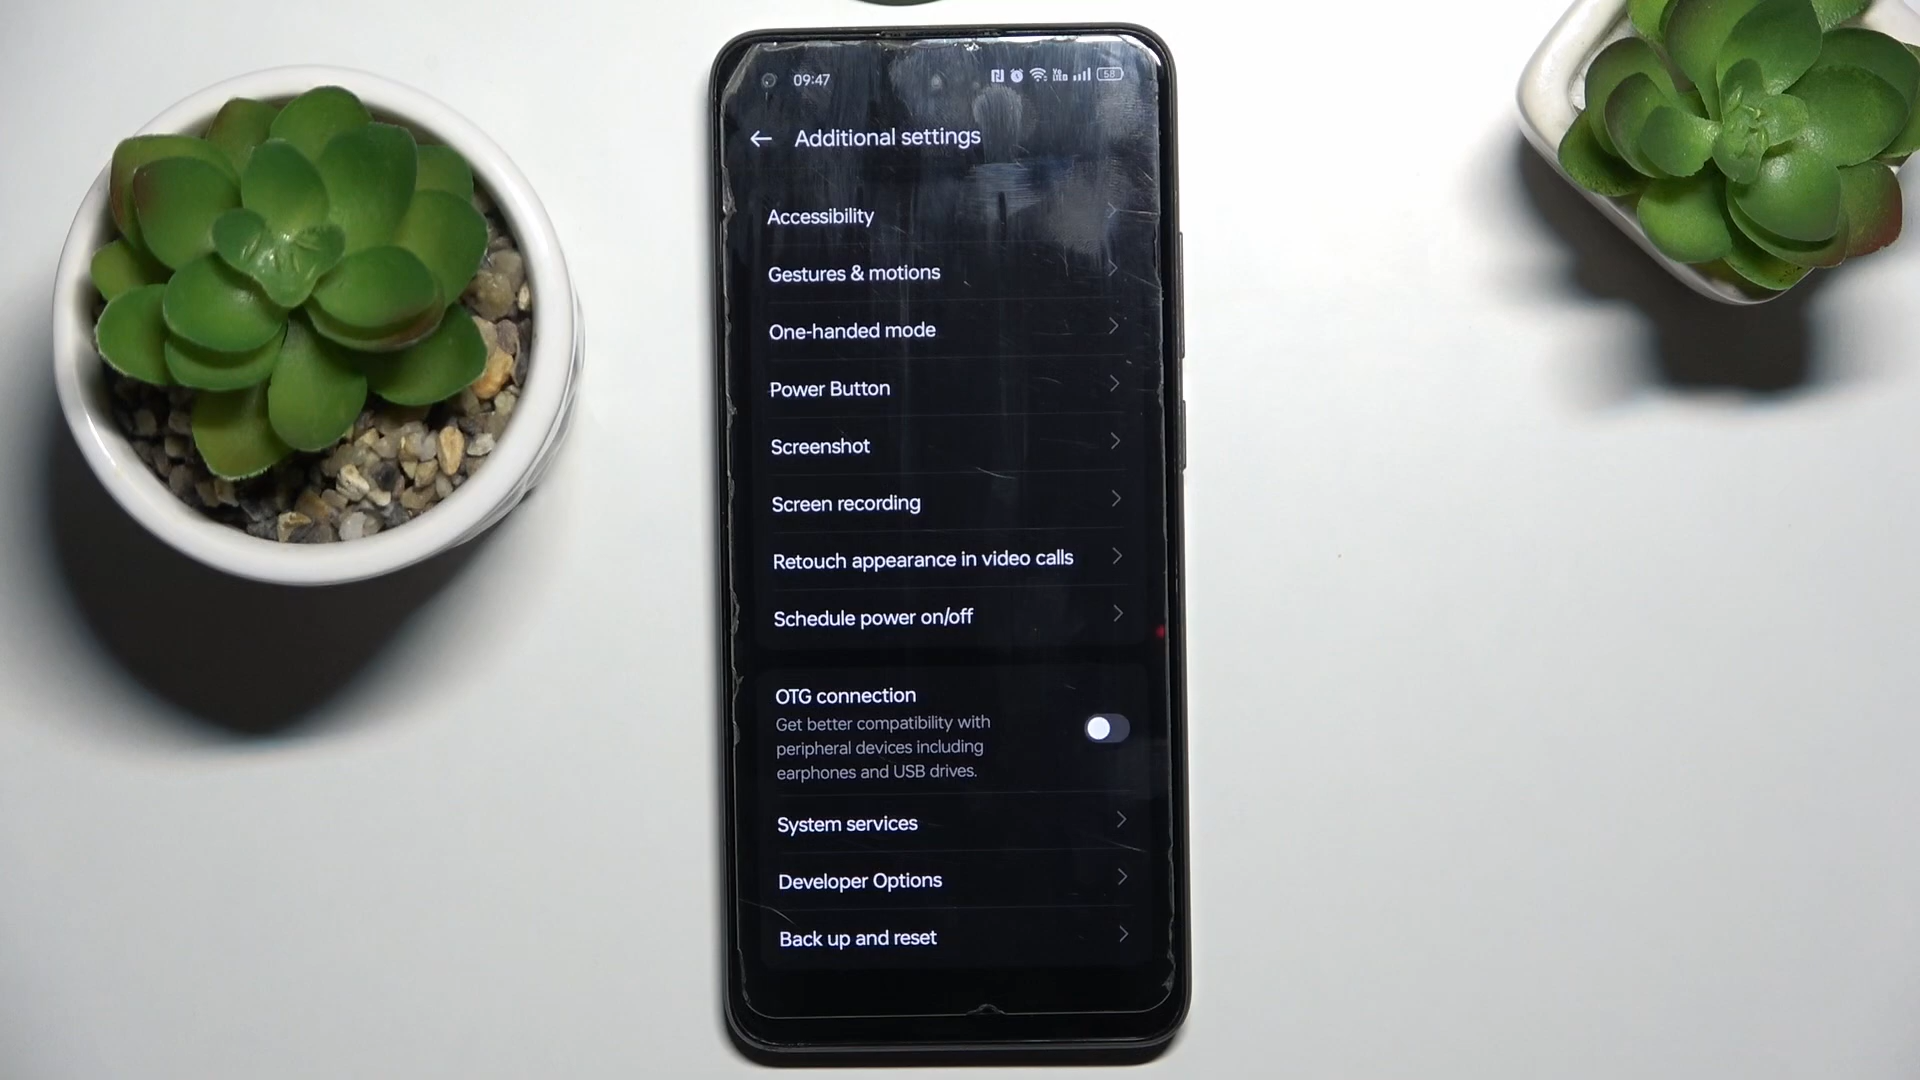 09:47
58
Additional settings
Accessibility
Gestures & motions
One-handed mode
Power Button
Screenshot
Screen recording
Retouch appearance in video calls
Schedule power on/off
OTG connection
Get better compatibility with
peripheral devices including
earphones and USB drives.
System services
Developer Options
Back up and reset